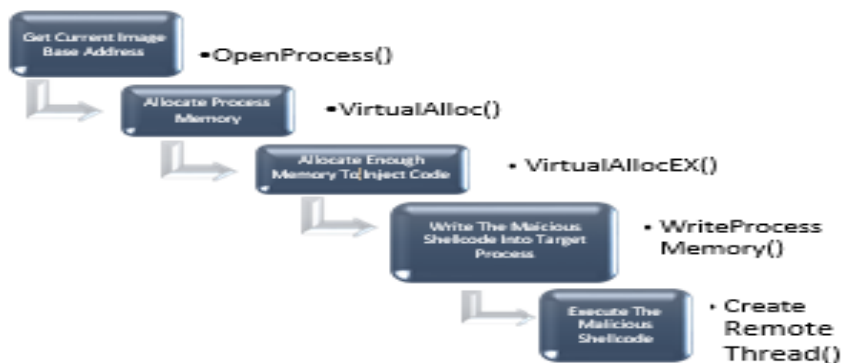 Get Current Image
Base Address
•OpenProcess()
Allocate Process
Memory
•VirtualAlloc()
Allocate Enough
Memory To Inject Code
• VirtualAllocEX()
Write The Malcious
Shellcode Into Target
Process
• WriteProcess
Memory()
Execute The
Malicious
Shellcode
• Create
Remote
Thread()